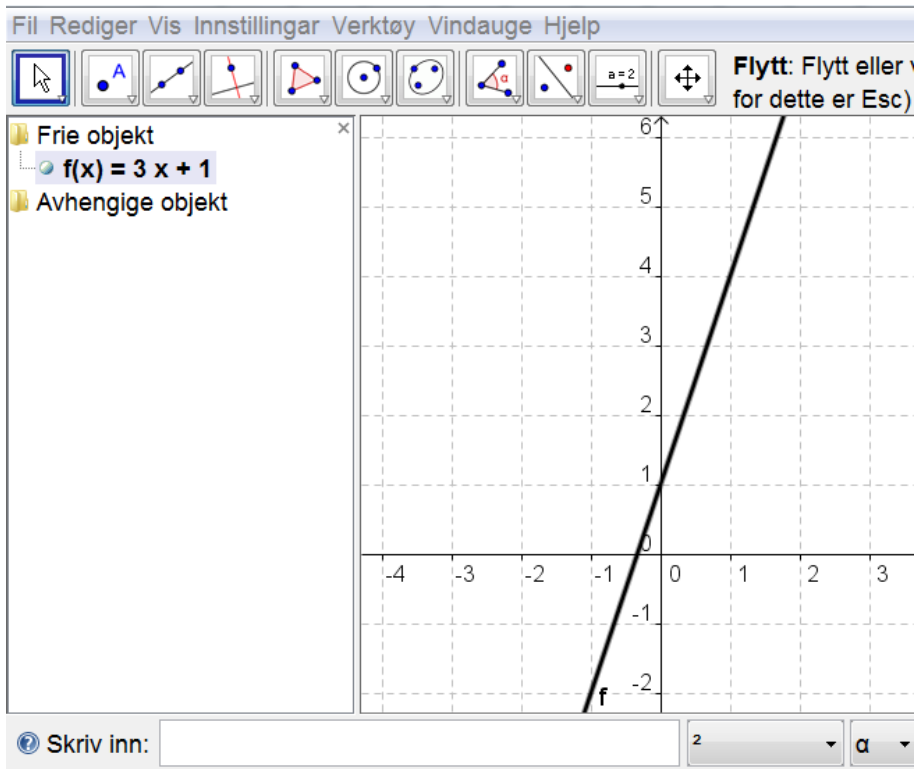 Fil Rediger Vis Innstillingar Verktøy Vindauge Hjelp
A
α
a=2
Flytt: Flytt eller v
for dette er Esc)
Frie objekt
f(x) = 3 x + 1
Avhengige objekt
6
5
4
3
2
1
0
-4 -3 -2 -1 0 1 2 3
-1
-2
f
Skriv inn:
²
α